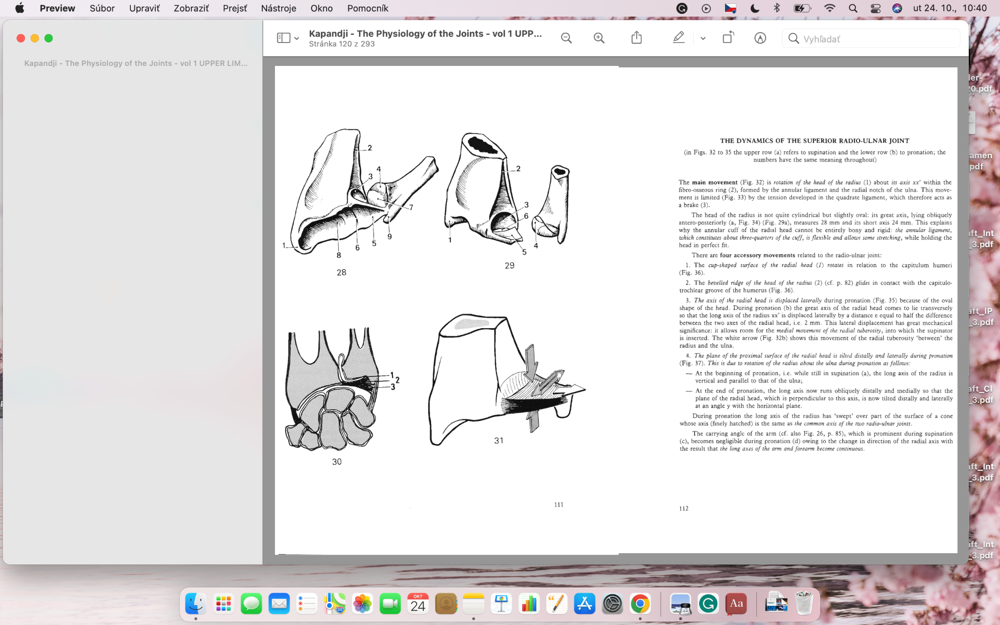 Preview Súbor Upraviť Zobraziť Prejsť Nástroje Okno Pomocník ut 24. 10., 10:40
Kapandji - The Physiology of the Joints - vol 1 UPPER LIM...
Kapandji - The Physiology of the Joints - vol 1 UPP...
Stránka 120 z 293
Vyhľadať
2
3
4
7
1
8
6
5
9
28
2
3
6
1
4
5
29
1
2
3
30
31
111
THE DYNAMICS OF THE SUPERIOR RADIO-ULNAR JOINT
(in Figs. 32 to 35 the upper row (a) refers to supination and the lower row (b) to pronation; the
numbers have the same meaning throughout)
The main movement (Fig. 32) is rotation of the head of the radius (1) about its axis xx' within the
fibro-osseous ring (2), formed by the annular ligament and the radial notch of the ulna. This move-
ment is limited (Fig. 33) by the tension developed in the quadrate ligament, which therefore acts as
a brake (3).
The head of the radius is not quite cylindrical but slightly oval: its great axis, lying obliquely
antero-posteriorly (a, Fig. 34) (Fig. 29a), measures 28 mm and its short axis 24 mm. This explains
why the annular cuff of the radial head cannot be entirely bony and rigid: the annular ligament,
which constitutes about three-quarters of the cuff, is flexible and allows some stretching, while holding the
head in perfect fit.
There are four accessory movements related to the radio-ulnar joint:
1. The cup-shaped surface of the radial head (1) rotates in relation to the capitulum humeri
(Fig. 36).
2. The bevelled ridge of the head of the radius (2) (cf. p. 82) glides in contact with the capitulo-
trochlear groove of the humerus (Fig. 36).
3. The axis of the radial head is displaced laterally during pronation (Fig. 35) because of the oval
shape of the head. During pronation (b) the great axis of the radial head comes to lie transversely
so that the long axis of the radius xx' is displaced laterally by a distance e equal to half the difference
between the two axes of the radial head, i.e. 2 mm. This lateral displacement has great mechanical
significance: it allows room for the medial movement of the radial tuberosity, into which the supinator
is inserted. The white arrow (Fig. 32b) shows this movement of the radial tuberosity 'between' the
radius and the ulna.
4. The plane of the proximal surface of the radial head is tilted distally and laterally during pronation
(Fig. 37). This is due to rotation of the radius about the ulna during pronation as follows:
— At the beginning of pronation, i.e. while still in supination (a), the long axis of the radius is
vertical and parallel to that of the ulna;
— At the end of pronation, the long axis now runs obliquely distally and medially so that the
plane of the radial head, which is perpendicular to this axis, is now tilted distally and laterally
at an angle y with the horizontal plane.
During pronation the long axis of the radius has 'swept' over part of the surface of a cone
whose axis (finely hatched) is the same as the common axis of the two radio-ulnar joints.
The carrying angle of the arm (cf. also Fig. 26, p. 85), which is prominent during supination
(c), becomes negligible during pronation (d) owing to the change in direction of the radial axis with
the result that the long axes of the arm and forearm become continuous.
112
ler-
20.pdf
ramen
pdf
aft_Int
_3.pdf
aft_IP
_3.pdf
aft_CI
_3.pdf
aft_Int
_3.pdf
aft_Int
_3.pdf
OKT
24
Aa